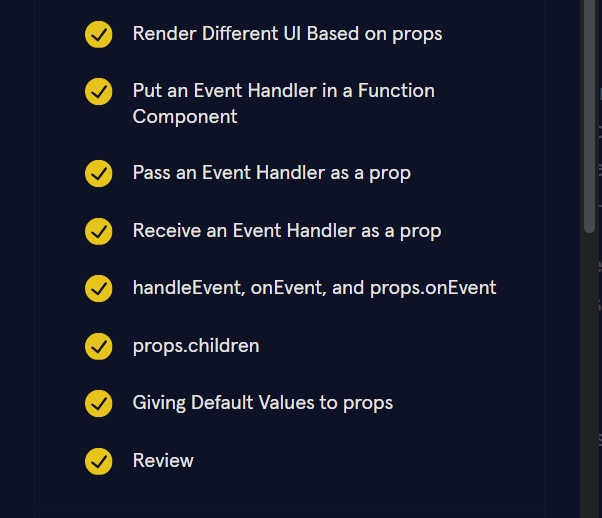 Render Different UI Based on props
Put an Event Handler in a Function
Component
Pass an Event Handler as a prop
Receive an Event Handler as a prop
handleEvent, onEvent, and props.onEvent
props.children
Giving Default Values to props
Review